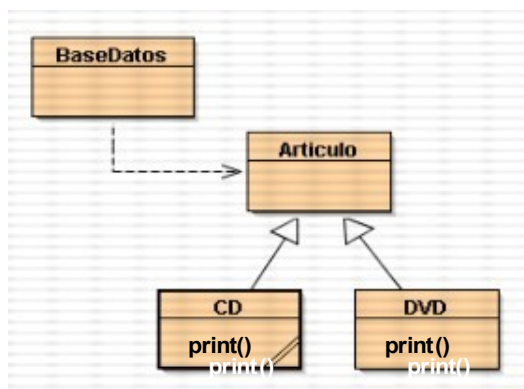 BaseDatos
Articulo
CD
print()
print()
DVD
print()
print()